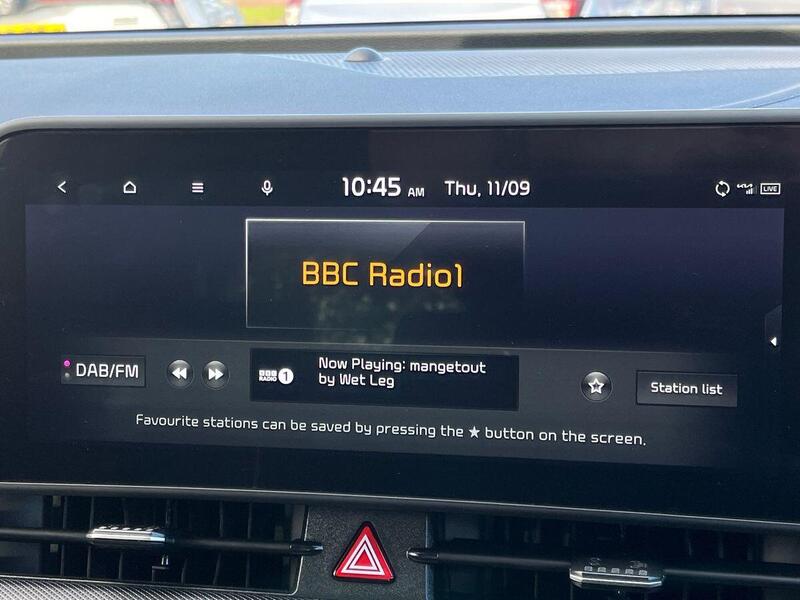 10:45 AM Thu, 11/09 LIVE
BBC Radio1
DAB/FM
BBC RADIO 1
Now Playing: mangetout
by Wet Leg
Station list
Favourite stations can be saved by pressing the ★ button on the screen.